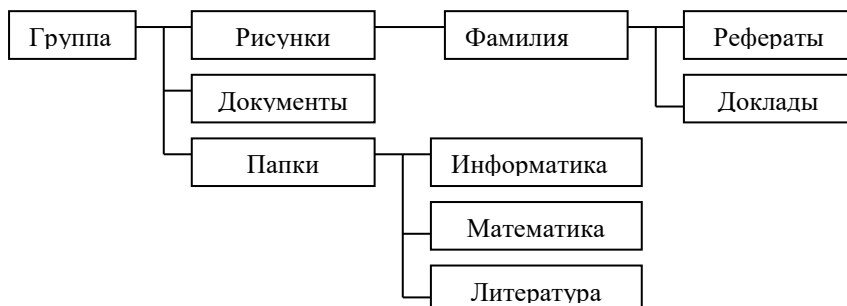 Группа Рисунки Фамилия Рефераты
Документы Доклады
Папки Информатика
Математика
Литература